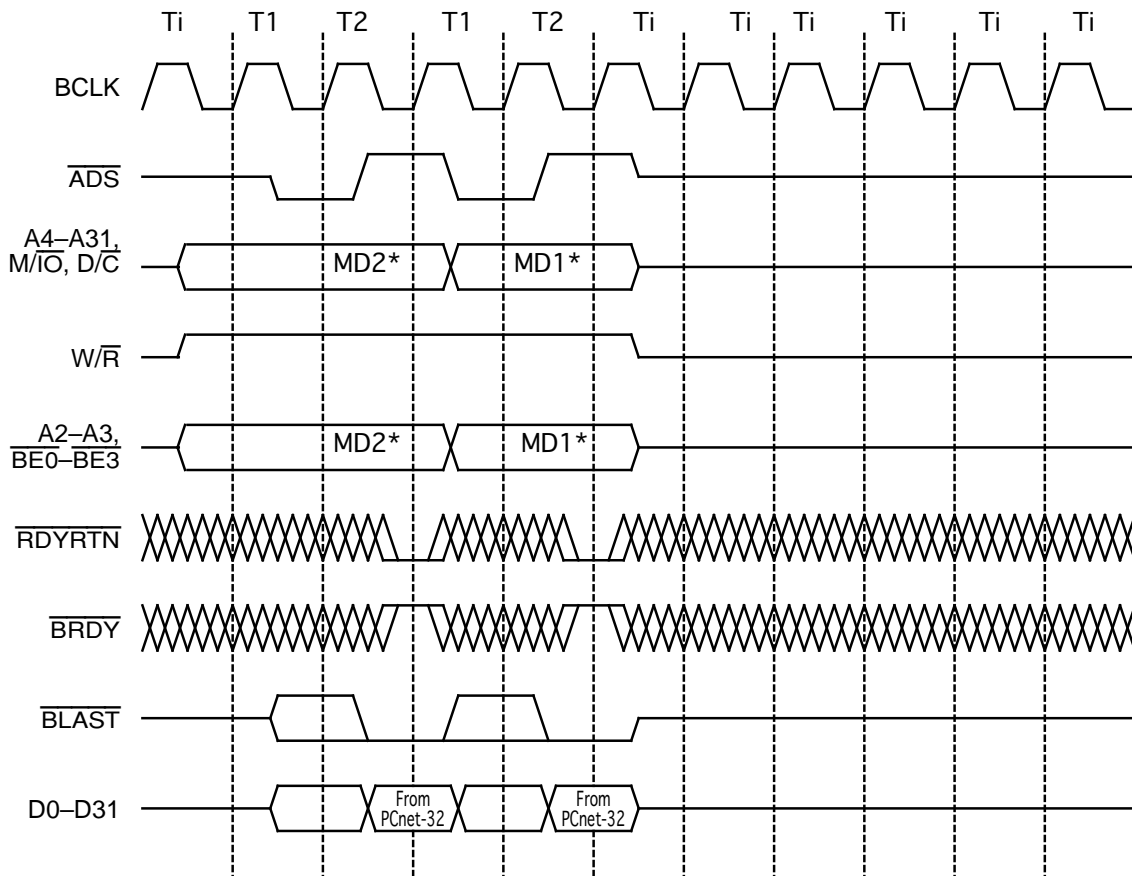 Ti T1 T2 T1 T2 Ti Ti Ti Ti Ti Ti
BCLK
ADS
A4–A31,
M/IO, D/C
MD2* MD1*
W/R
A2–A3,
BE0–BE3
MD2* MD1*
RDYRTN
BRDY
BLAST
D0–D31
From
PCnet-32
From
PCnet-32